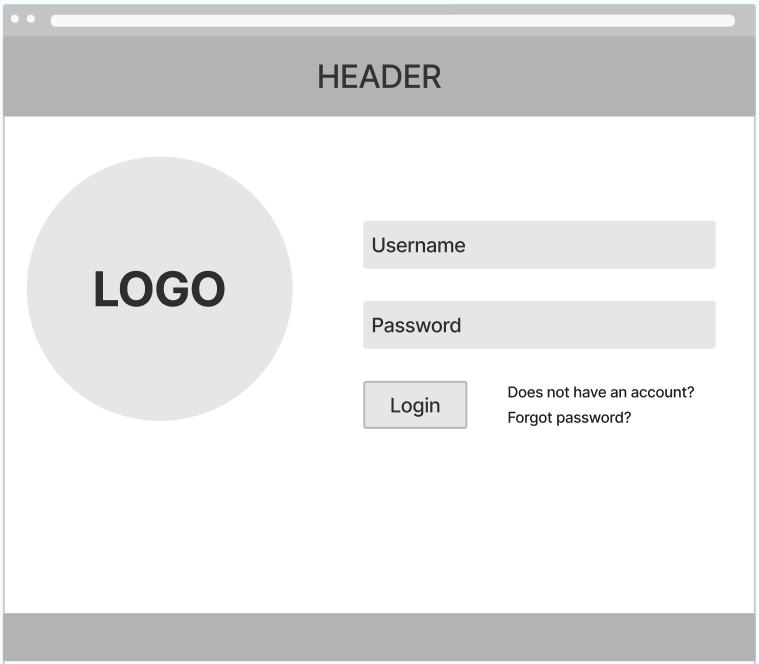 HEADER
LOGO
Username
Password
Login
Does not have an account?
Forgot password?